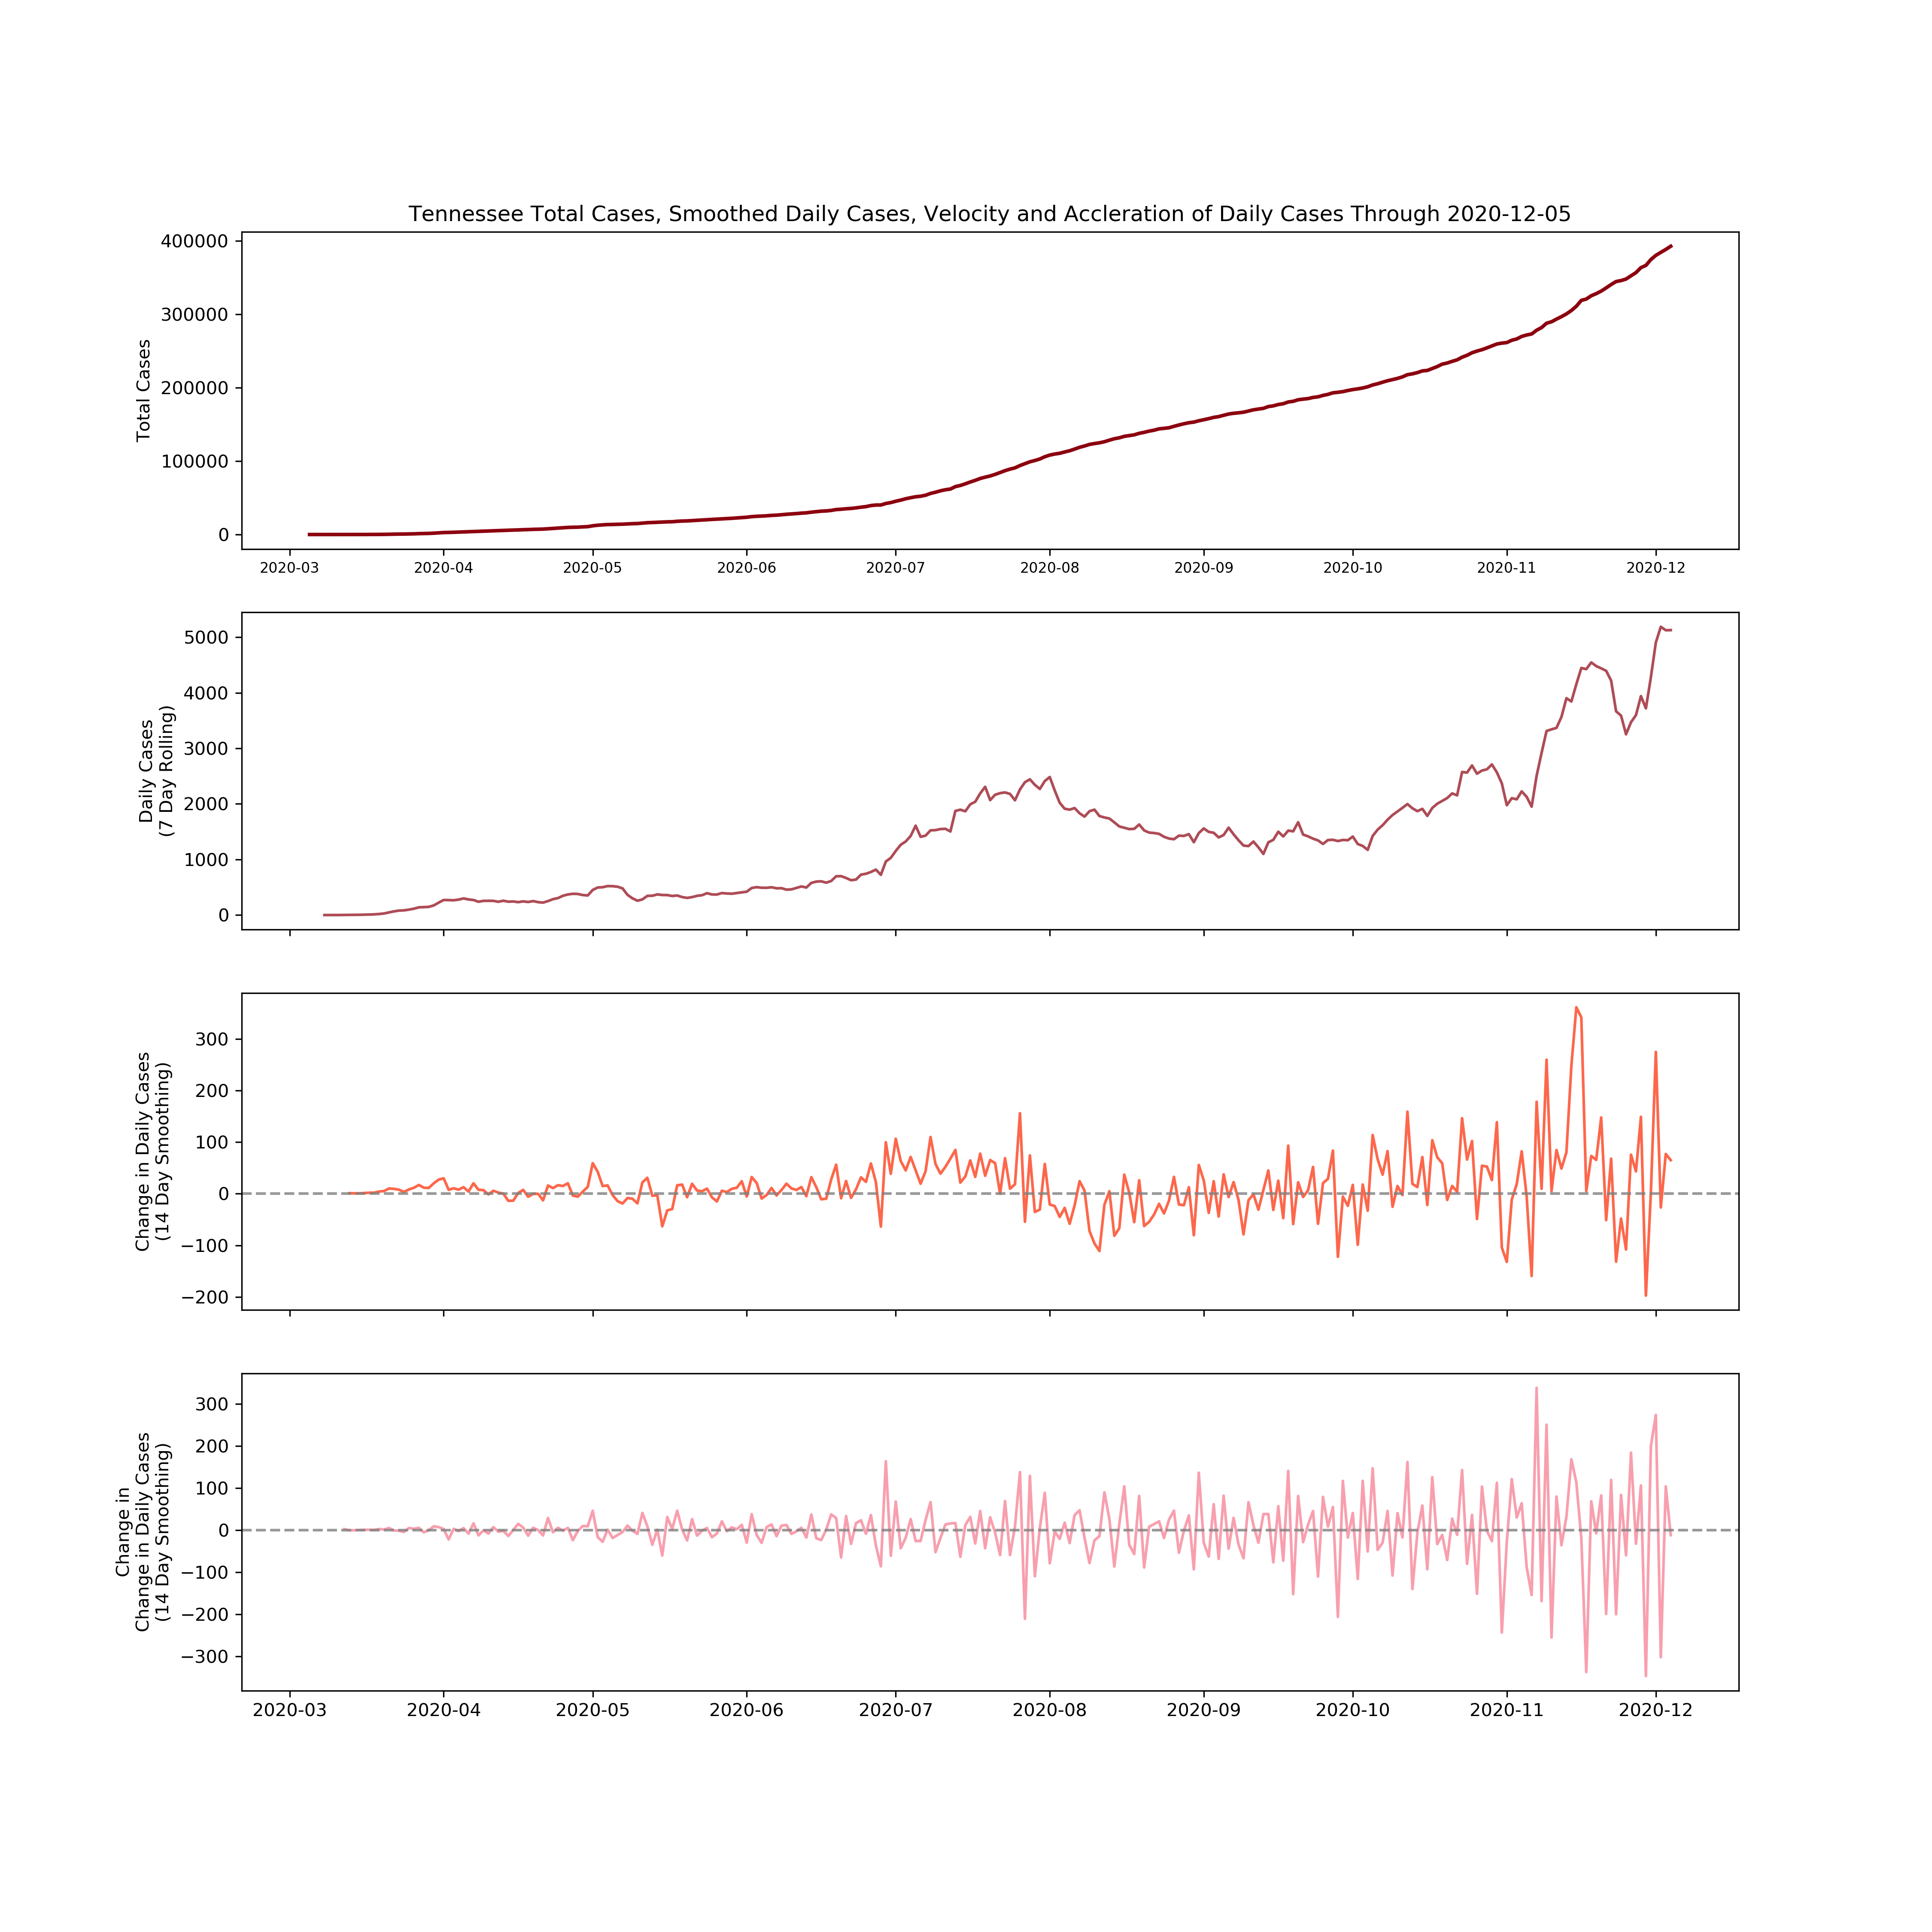 Tennessee Total Cases, Smoothed Daily Cases, Velocity and Accleration of Daily Cases Through 2020-12-05
Total Cases
400000
300000
200000
100000
0
2020-03 2020-04 2020-05 2020-06 2020-07 2020-08 2020-09 2020-10 2020-11 2020-12
Daily Cases
(7 Day Rolling)
5000
4000
3000
2000
1000
0
Change in Daily Cases
(14 Day Smoothing)
300
200
100
0
−100
−200
Change in
Change in Daily Cases
(14 Day Smoothing)
300
200
100
0
−100
−200
−300
2020-03 2020-04 2020-05 2020-06 2020-07 2020-08 2020-09 2020-10 2020-11 2020-12